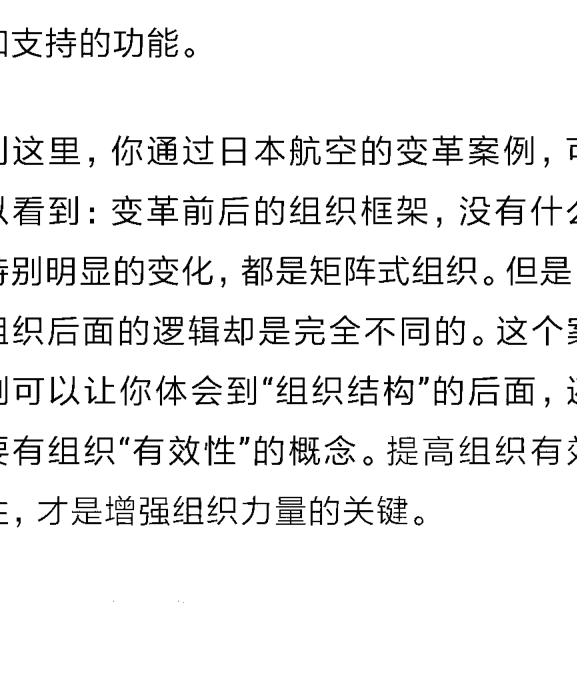 支持的功能。
这里，你通过日本航空的变革案例，可
以看到：变革前后的组织框架，没有什么
特别明显的变化，都是矩阵式组织。但是
组织后面的逻辑却是完全不同的。这个案
可以让你体会到“组织结构”的后面，还
要有组织“有效性”的概念。提高组织有效
性，才是增强组织力量的关键。